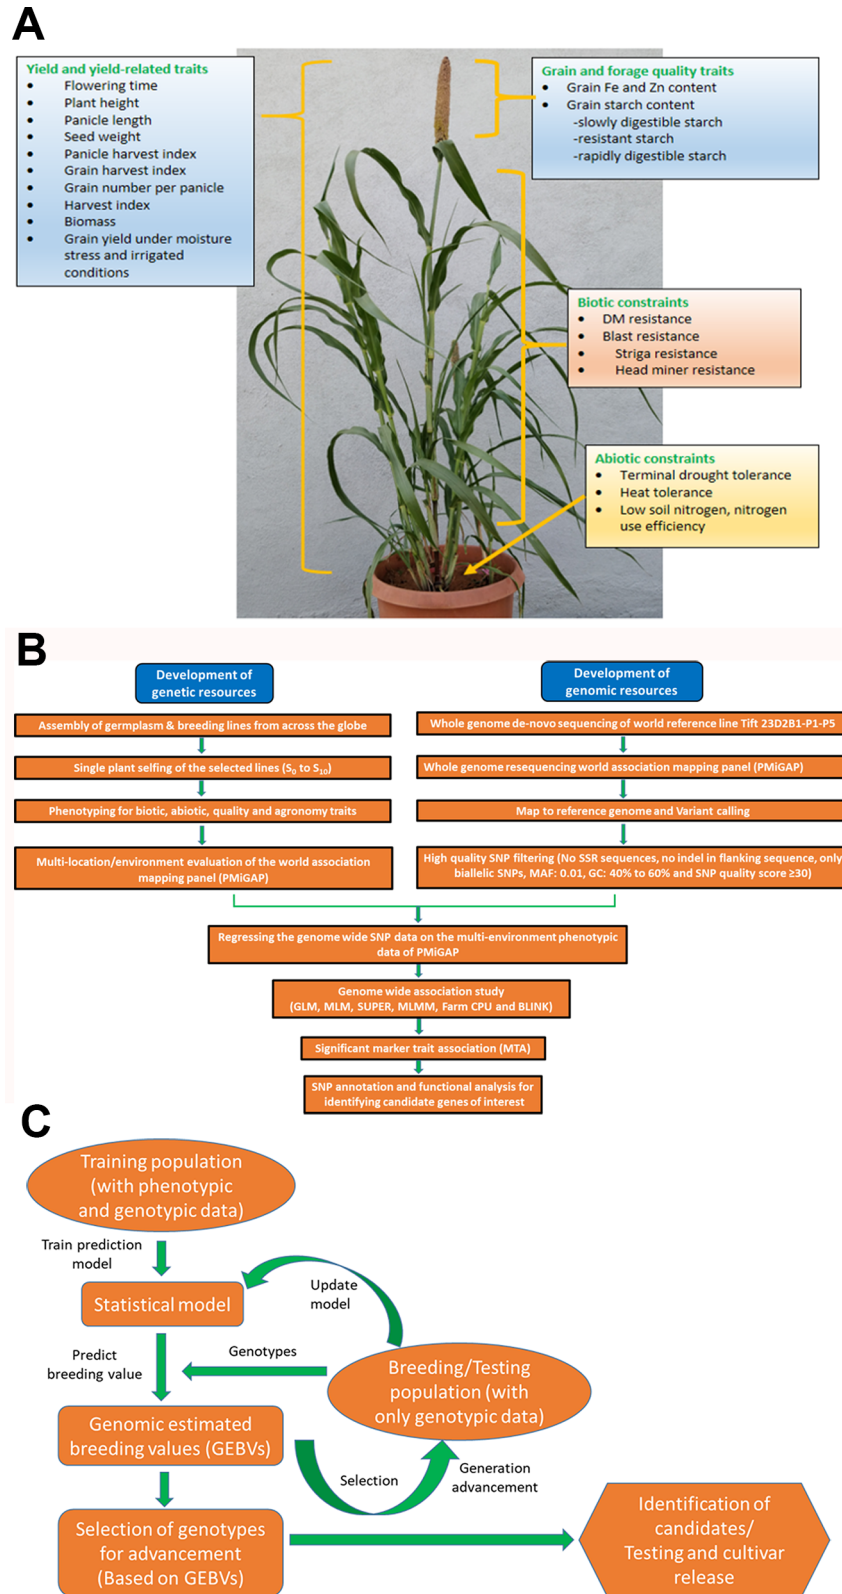 A
Yield and yield-related traits
• Flowering time
• Plant height
• Panicle length
• Seed weight
• Panicle harvest index
• Grain harvest index
• Grain number per panicle
• Harvest index
• Biomass
• Grain yield under moisture
stress and irrigated
conditions
Grain and forage quality traits
• Grain Fe and Zn content
• Grain starch content
-slowly digestible starch
-resistant starch
-rapidly digestible starch
Biotic constraints
• DM resistance
• Blast resistance
• Striga resistance
• Head miner resistance
Abiotic constraints
• Terminal drought tolerance
• Heat tolerance
• Low soil nitrogen, nitrogen
use efficiency
B
Development of
genetic resources
Assembly of germplasm & breeding lines from across the globe
Single plant selfing of the selected lines (S0 to S10)
Phenotyping for biotic, abiotic, quality and agronomy traits
Multi-location/environment evaluation of the world association
mapping panel (PMiGAP)
Development of
genomic resources
Whole genome de-novo sequencing of world reference line Tift 23D2B1-P1-P5
Whole genome resequencing world association mapping panel (PMiGAP)
Map to reference genome and Variant calling
High quality SNP filtering (No SSR sequences, no indel in flanking sequence, only
biallelic SNPs, MAF: 0.01, GC: 40% to 60% and SNP quality score ≥30)
Regressing the genome wide SNP data on the multi-environment phenotypic
data of PMiGAP
Genome wide association study
(GLM, MLM, SUPER, MLMM, Farm CPU and BLINK)
Significant marker trait association (MTA)
SNP annotation and functional analysis for
identifying candidate genes of interest
C
Training population
(with phenotypic
and genotypic data)
Train prediction
model
Statistical model
Update
model
Predict
breeding value
Genotypes
Breeding/Testing
population (with
only genotypic data)
Genomic estimated
breeding values (GEBVs)
Selection
Generation
advancement
Selection of genotypes
for advancement
(Based on GEBVs)
Identification of
candidates/
Testing and cultivar
release